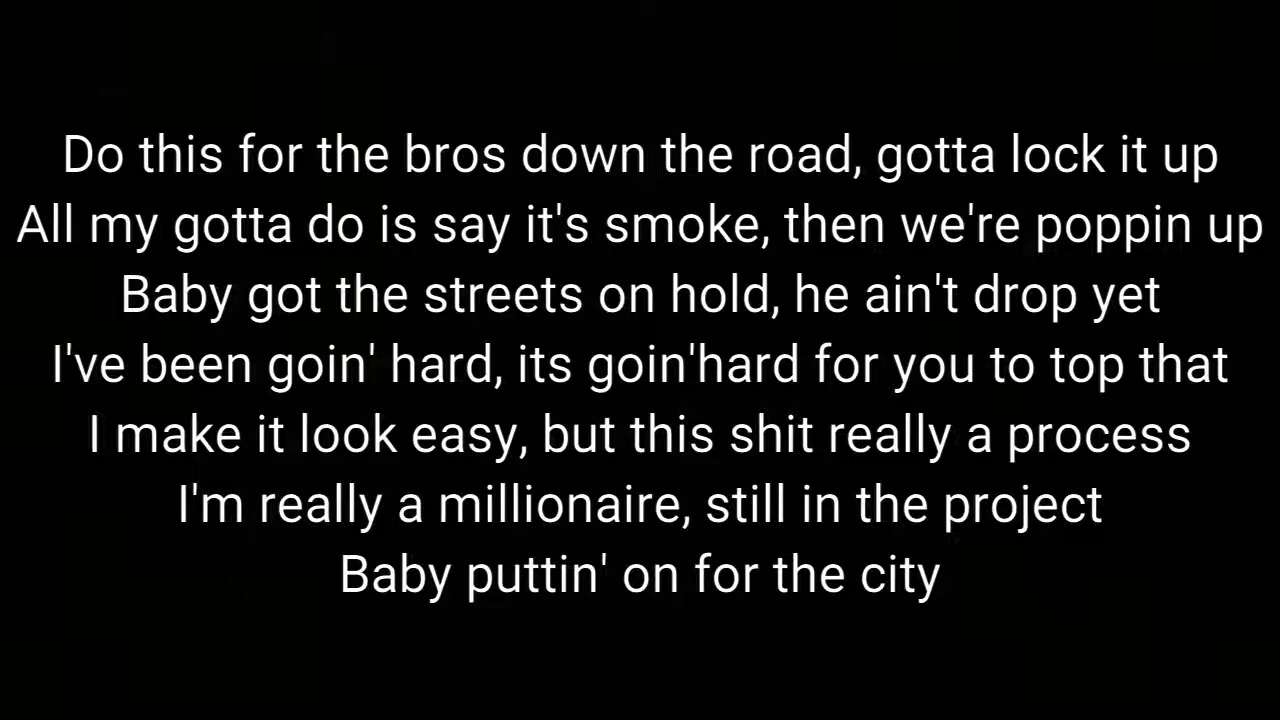 Do this for the bros down the road, gotta lock it up
All my gotta do is say it's smoke, then we're poppin up
Baby got the streets on hold, he ain't drop yet
I've been goin' hard, its goin'hard for you to top that
I make it look easy, but this shit really a process
I'm really a millionaire, still in the project
Baby puttin' on for the city